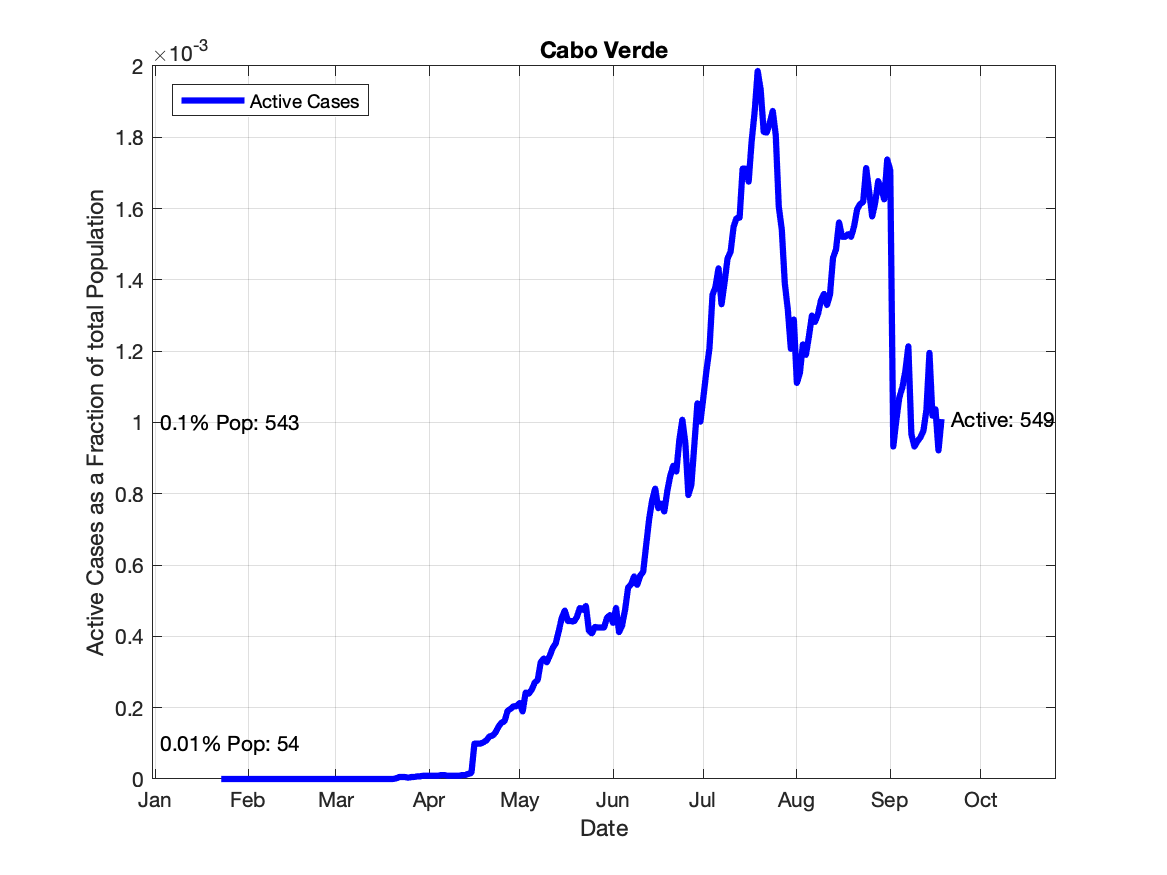 Cabo Verde
×10-3
Active Cases
2
1.8
1.6
1.4
1.2
1
0.8
0.6
0.4
0.2
0
Active Cases as a Fraction of total Population
0.1% Pop: 543
0.01% Pop: 54
Active: 549
Jan Feb Mar Apr May Jun Jul Aug Sep Oct
Date